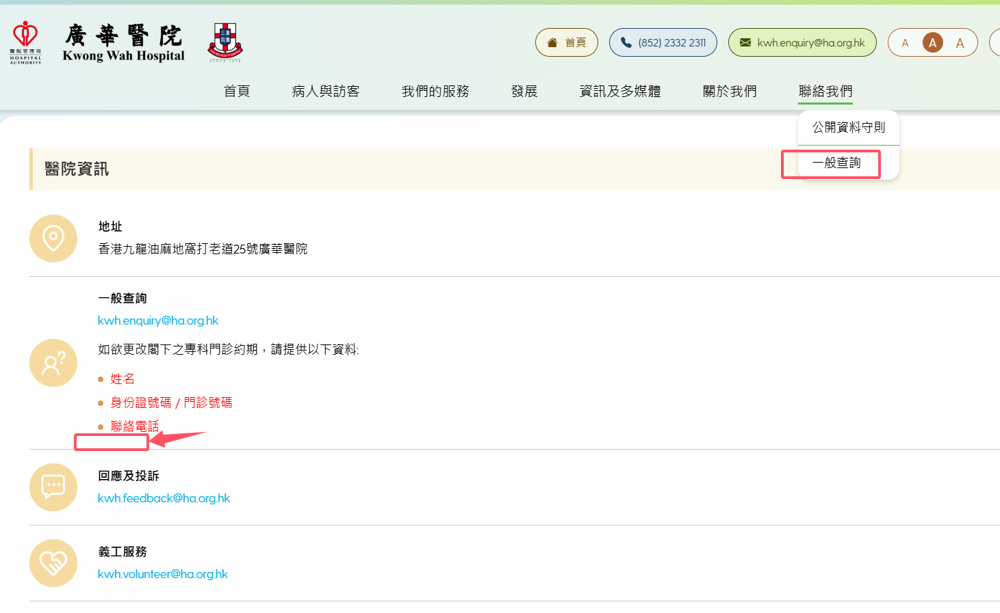 醫院管理局
HOSPITAL
AUTHORITY
廣華醫院
Kwong Wah Hospital
東華三院
SINCE 1870
首頁
(852) 2332 2311
kwh.enquiry@ha.org.hk
A A A
首頁 病人與訪客 我們的服務 發展 資訊及多媒體 關於我們 聯絡我們
公開資料守則
一般查詢
醫院資訊
地址
香港九龍油麻地窩打老道25號廣華醫院
一般查詢
kwh.enquiry@ha.org.hk
如欲更改閣下之專科門診約期，請提供以下資料:
姓名
身份證號碼 / 門診號碼
聯絡電話
回應及投訴
kwh.feedback@ha.org.hk
義工服務
kwh.volunteer@ha.org.hk